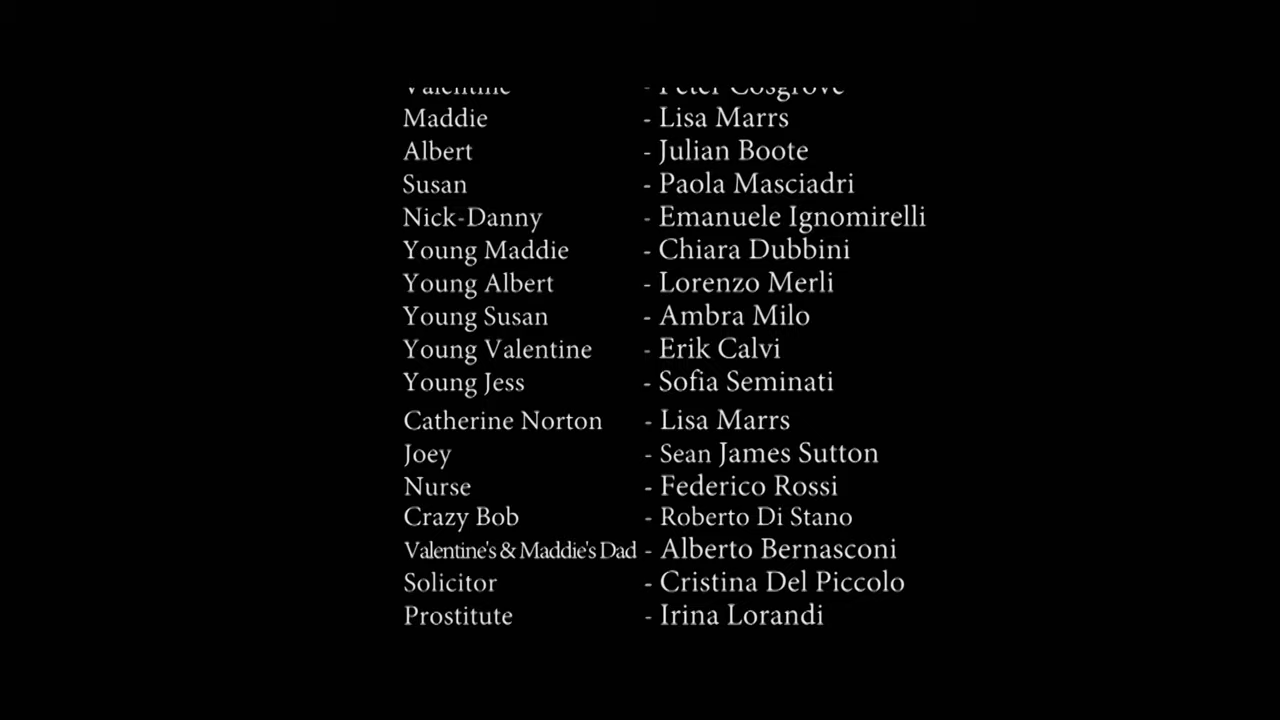 Valentine - Peter Cosgrove
Maddie - Lisa Marrs
Albert - Julian Boote
Susan - Paola Masciadri
Nick-Danny - Emanuele Ignomirelli
Young Maddie - Chiara Dubbini
Young Albert - Lorenzo Merli
Young Susan - Ambra Milo
Young Valentine - Erik Calvi
Young Jess - Sofia Seminati
Catherine Norton - Lisa Marrs
Joey - Sean James Sutton
Nurse - Federico Rossi
Crazy Bob - Roberto Di Stano
Valentine's & Maddie's Dad - Alberto Bernasconi
Solicitor - Cristina Del Piccolo
Prostitute - Irina Lorandi